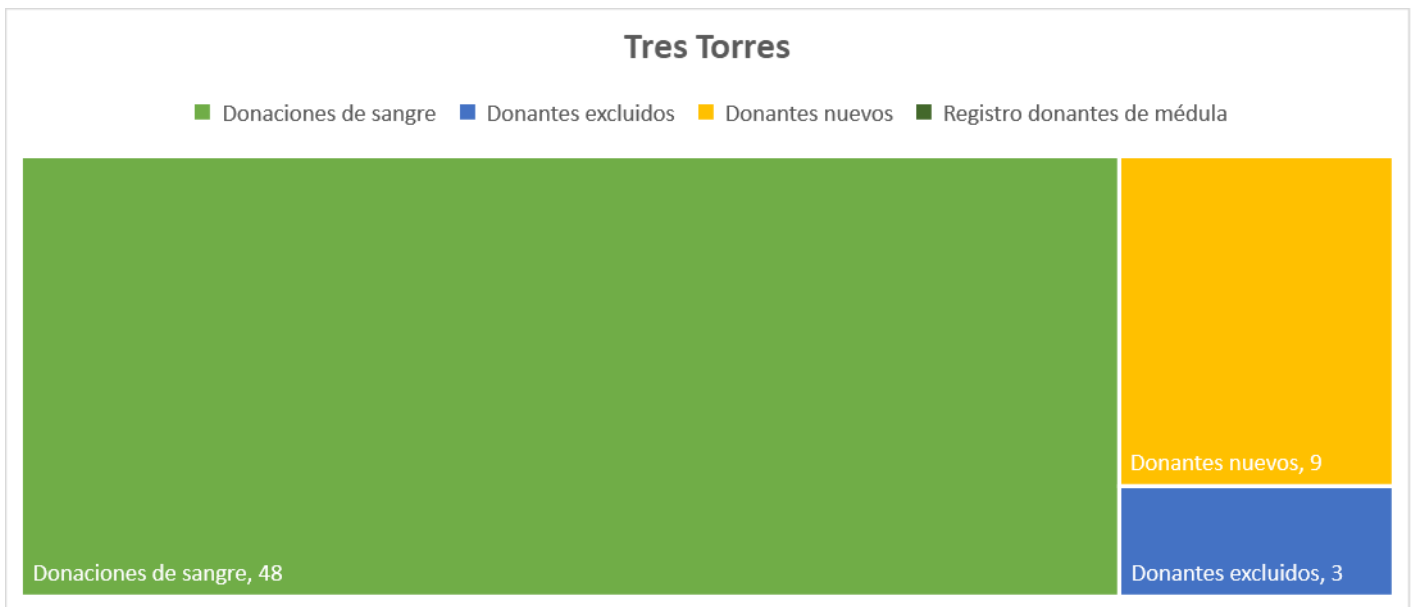 Tres Torres
Donaciones de sangre Donantes excluidos Donantes nuevos Registro donantes de médula
Donantes nuevos, 9
Donaciones de sangre, 48
Donantes excluidos, 3